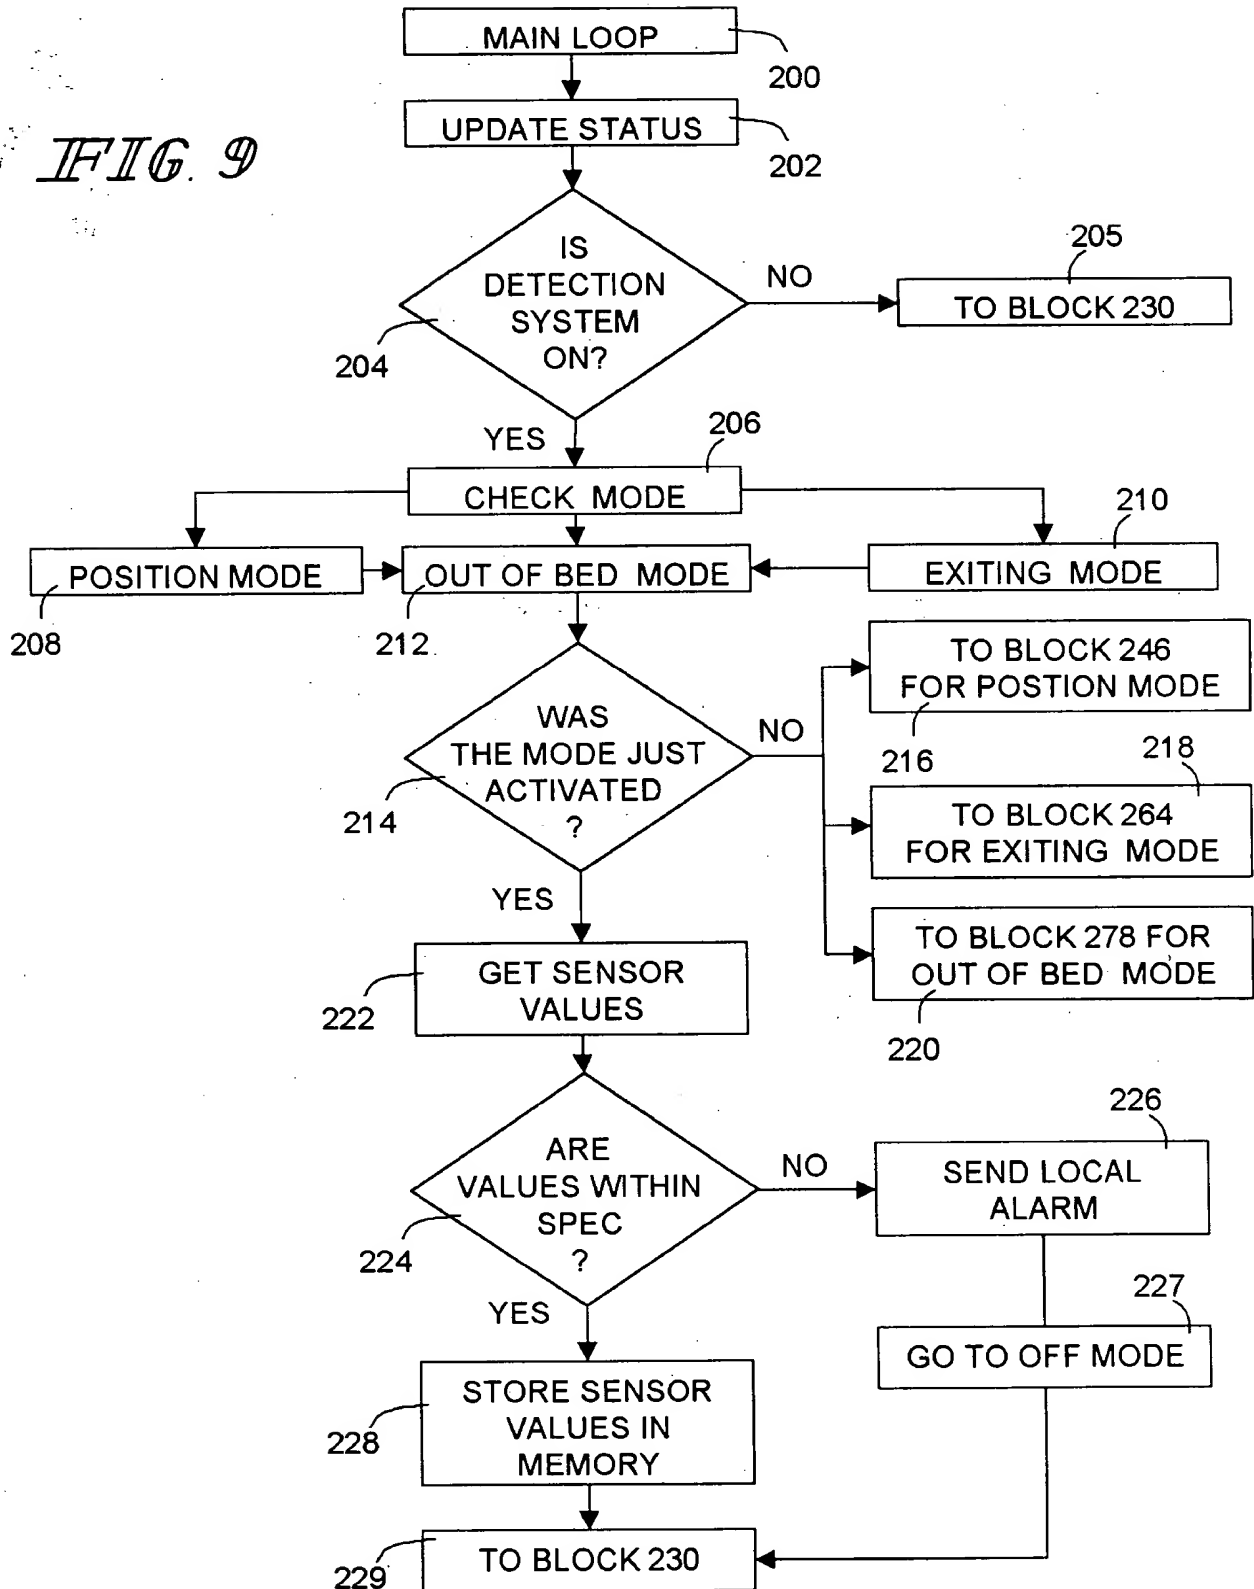 MAIN LOOP
200
UPDATE STATUS
202
FIG. 9
IS
DETECTION
SYSTEM
ON?
204
NO
205
TO BLOCK 230
YES
206
CHECK MODE
210
POSITION MODE
208
OUT OF BED MODE
212
EXITING MODE
WAS
THE MODE JUST
ACTIVATED
?
214
NO
TO BLOCK 246
FOR POSTION MODE
216
218
TO BLOCK 264
FOR EXITING MODE
TO BLOCK 278 FOR
OUT OF BED MODE
220
YES
GET SENSOR
VALUES
222
ARE
VALUES WITHIN
SPEC
?
224
NO
226
SEND LOCAL
ALARM
227
GO TO OFF MODE
YES
STORE SENSOR
VALUES IN
MEMORY
228
TO BLOCK 230
229